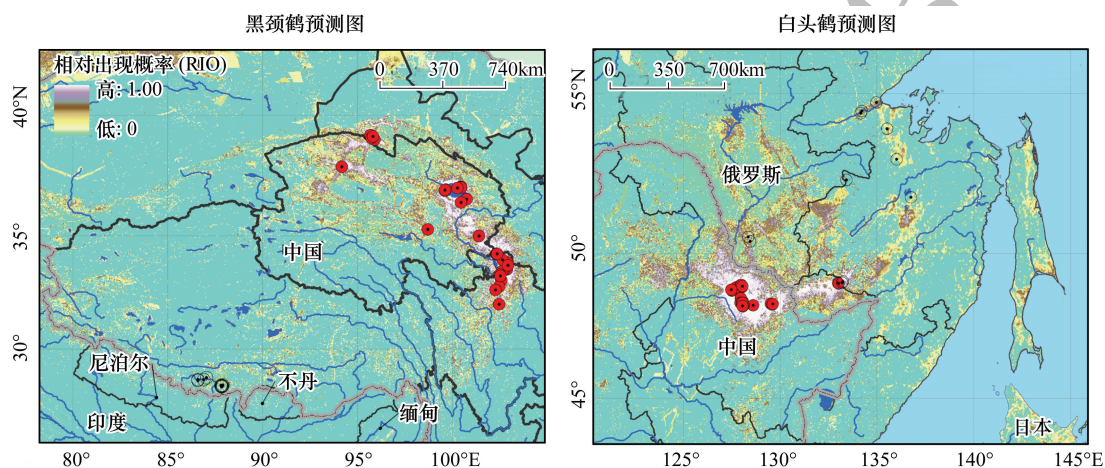 黑颈鹤预测图
白头鹤预测图
相对出现概率 (RIO)
高: 1.00
低: 0
0 370 740km
0 350 700km
40°N
35°
30°
55°N
50°
45°
俄罗斯
中国
中国
尼泊尔
不丹
印度
缅甸
日本
80° 85° 90° 95° 100°E
125° 130° 135° 140° 145°E